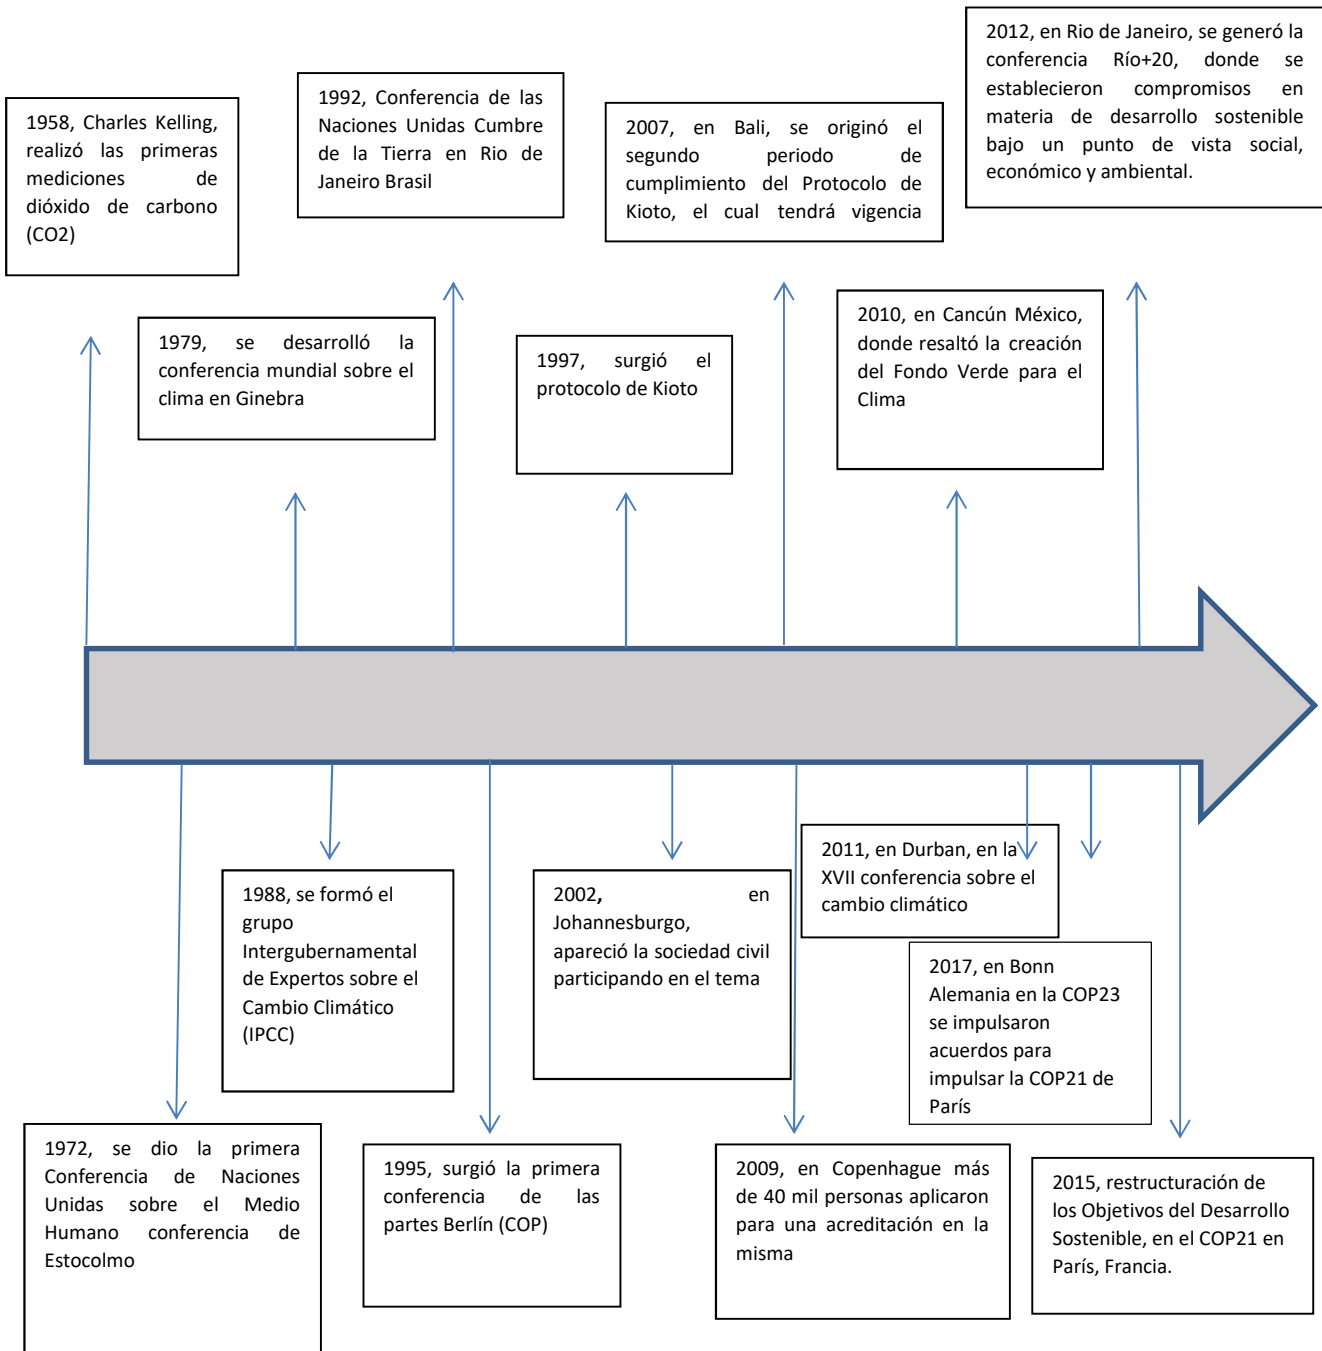 2012, en Rio de Janeiro, se generó la
conferencia Río+20, donde se
establecieron compromisos en
materia de desarrollo sostenible
bajo un punto de vista social,
económico y ambiental.
1992, Conferencia de las
Naciones Unidas Cumbre
de la Tierra en Rio de
Janeiro Brasil
1958, Charles Kelling,
realizó las primeras
mediciones de
dióxido de carbono
(CO2)
2007, en Bali, se originó el
segundo periodo de
cumplimiento del Protocolo de
Kioto, el cual tendrá vigencia
1979, se desarrolló la
conferencia mundial sobre el
clima en Ginebra
1997, surgió el
protocolo de Kioto
2010, en Cancún México,
donde resaltó la creación
del Fondo Verde para el
Clima
2011, en Durban, en la
XVII conferencia sobre el
cambio climático
1988, se formó el
grupo
Intergubernamental
de Expertos sobre el
Cambio Climático
(IPCC)
2002, en
Johannesburgo,
apareció la sociedad civil
participando en el tema
2017, en Bonn
Alemania en la COP23
se impulsaron
acuerdos para
impulsar la COP21 de
París
1972, se dio la primera
Conferencia de Naciones
Unidas sobre el Medio
Humano conferencia de
Estocolmo
1995, surgió la primera
conferencia de las
partes Berlín (COP)
2009, en Copenhague más
de 40 mil personas aplicaron
para una acreditación en la
misma
2015, restructuración de
los Objetivos del Desarrollo
Sostenible, en el COP21 en
París, Francia.